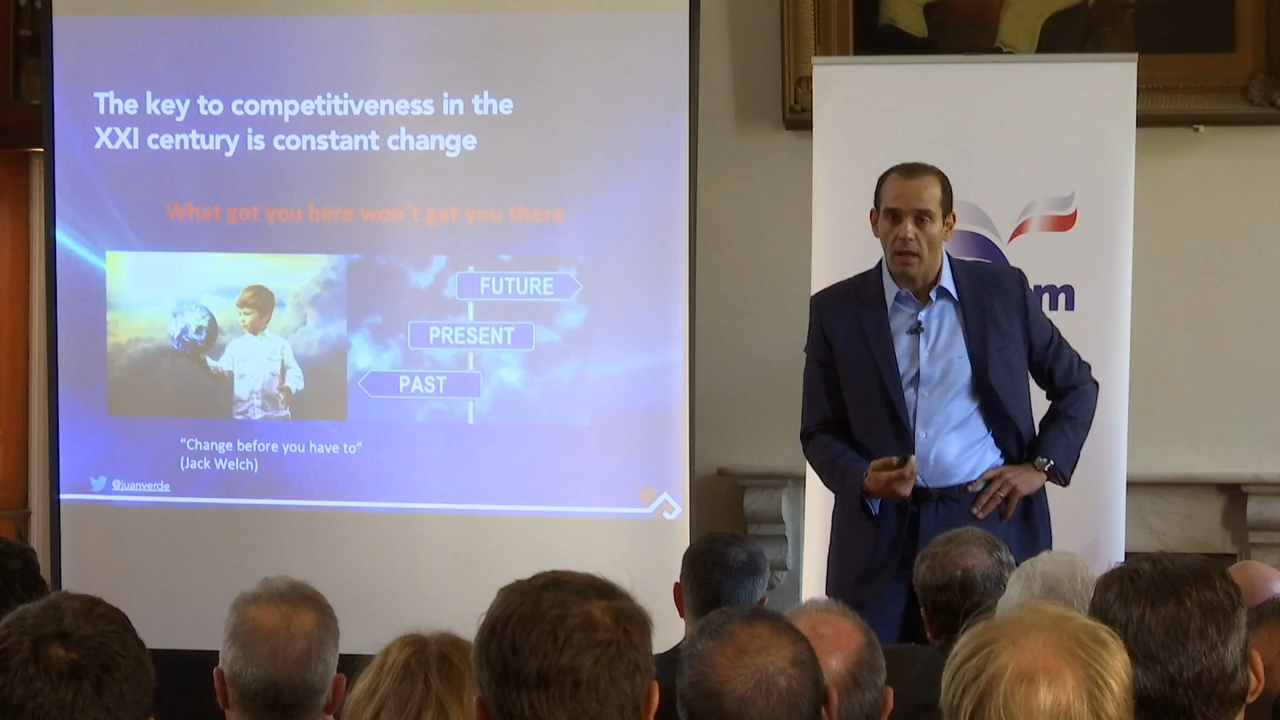 The key to competitiveness in the
XXI century is constant change
What got you here won't get you there
FUTURE
PRESENT
PAST
"Change before you have to"
(Jack Welch)
@juanverde
m